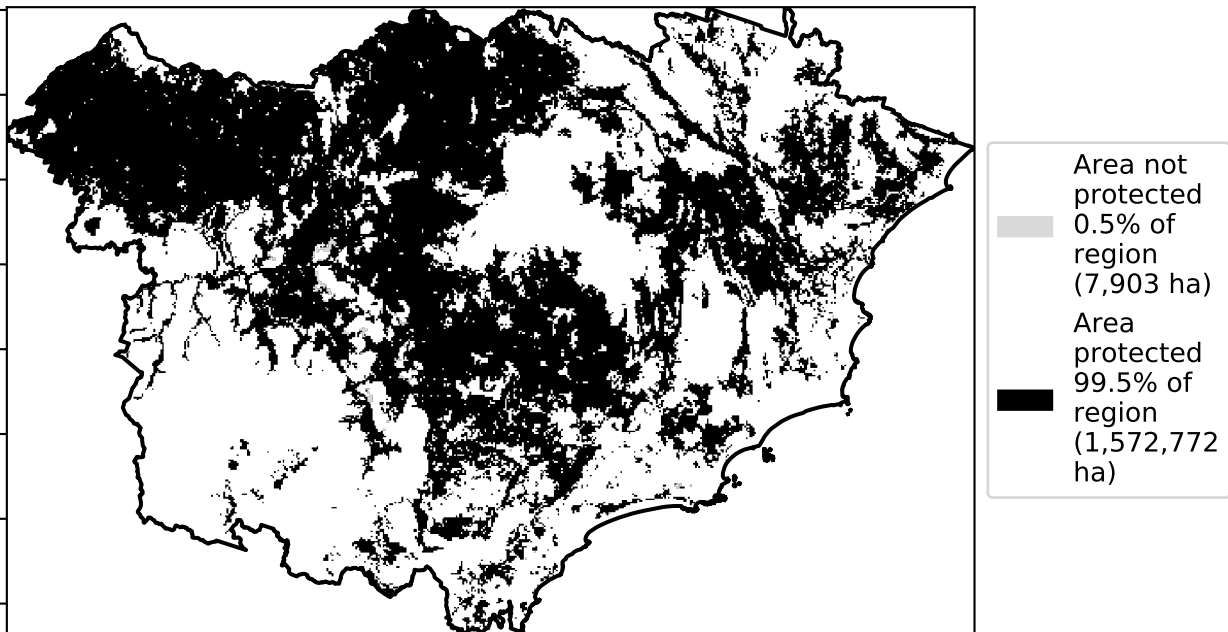 Area not
protected
0.5% of
region
(7,903 ha)
Area
protected
99.5% of
region
(1,572,772
ha)